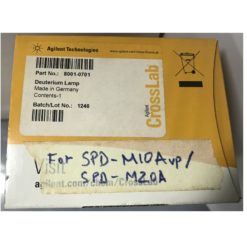 Agilent Technologies
Part No.: 8001-0701
Deuterium Lamp
Made in Germany
Contents-1
Batch/Lot No.: 1246
Agilent
CrossLab
For SPD-M10Avp/
SPD-M20A
Visit